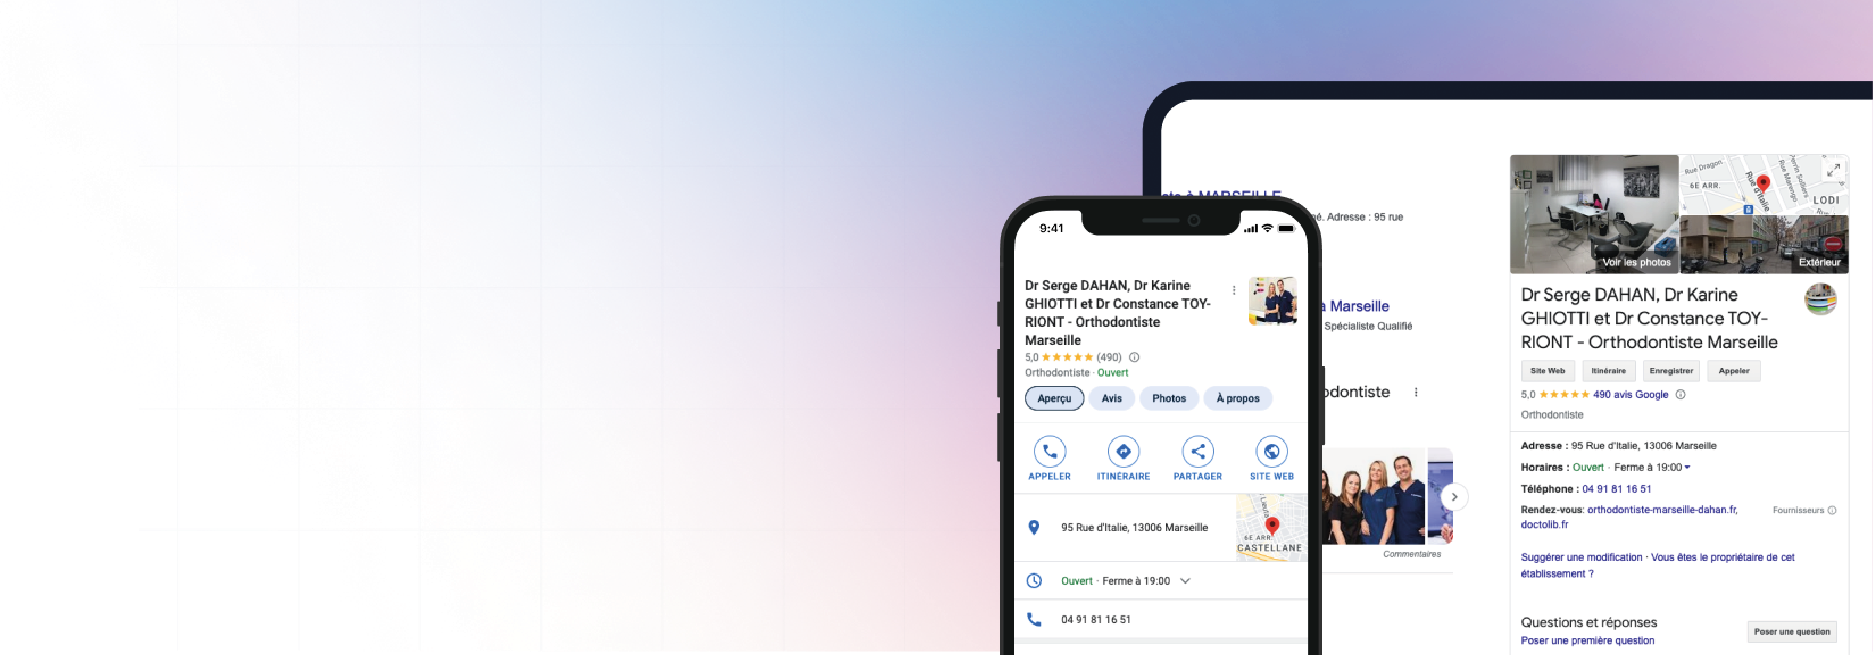 9:41
Dr Serge DAHAN, Dr Karine
GHIOTTI et Dr Constance TOY-
RIONT - Orthodontiste
Marseille
5,0 ★★★★★ (490)
Orthodontiste · Ouvert
Aperçu
Avis
Photos
À propos
APPELER
ITINÉRAIRE
PARTAGER
SITE WEB
95 Rue d'Italie, 13006 Marseille
6E ARR.
CASTELLANE
Ouvert - Ferme à 19:00
04 91 81 16 51
à MARSEILLE
Adresse : 95 rue
Marseille
Spécialiste Qualifié
Commentaires
Voir les photos
Rue Dragon
6E ARR.
Rue d'Italie
LODI
Extérieur
Dr Serge DAHAN, Dr Karine
GHIOTTI et Dr Constance TOY-
RIONT - Orthodontiste Marseille
Site Web
Itinéraire
Enregistrer
Appeler
5,0 ★★★★★ 490 avis Google
Orthodontiste
Adresse : 95 Rue d'Italie, 13006 Marseille
Horaires : Ouvert · Ferme à 19:00
Téléphone : 04 91 81 16 51
Rendez-vous: orthodontiste-marseille-dahan.fr,
doctolib.fr
Fournisseurs
Suggérer une modification · Vous êtes le propriétaire de cet
établissement ?
Questions et réponses
Poser une première question
Poser une question